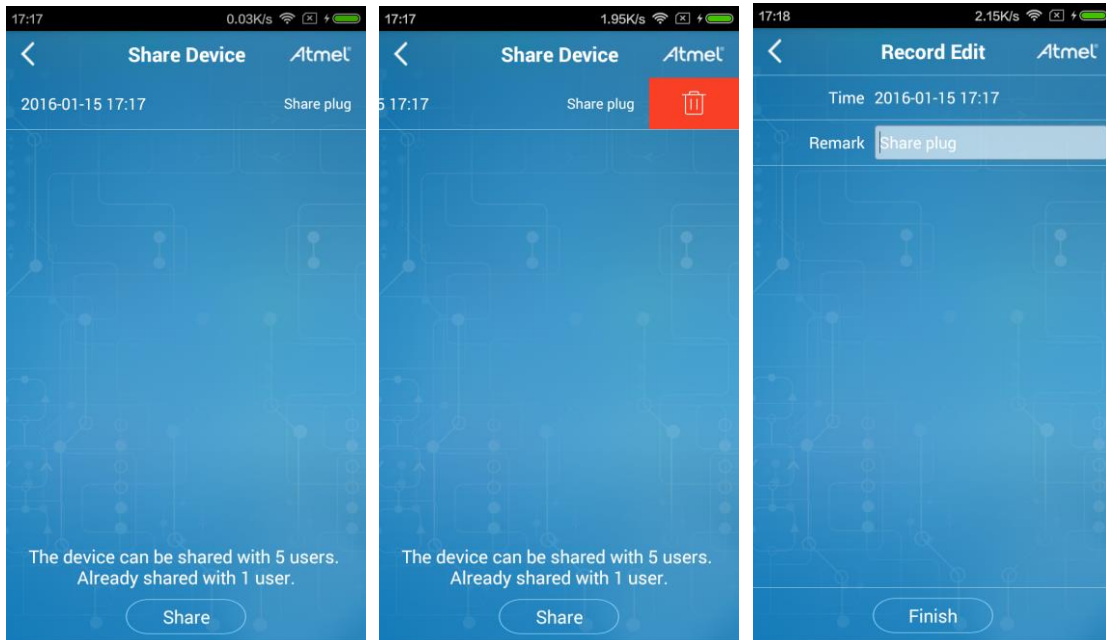 17:17 0.03K/s
Share Device Atmel
2016-01-15 17:17 Share plug
The device can be shared with 5 users.
Already shared with 1 user.
Share
17:17 1.95K/s
Share Device Atmel
5 17:17 Share plug
The device can be shared with 5 users.
Already shared with 1 user.
Share
17:18 2.15K/s
Record Edit Atmel
Time 2016-01-15 17:17
Remark Share plug
Finish